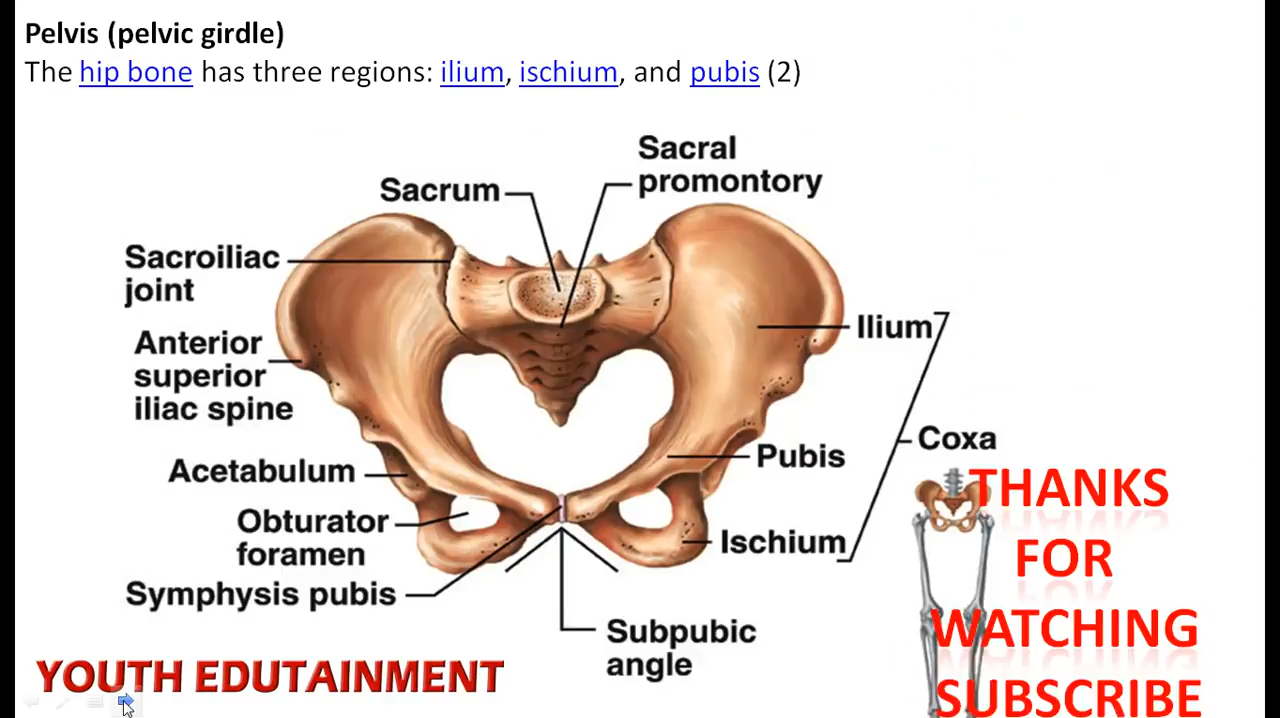 Pelvis (pelvic girdle)
The hip bone has three regions: ilium, ischium, and pubis (2)
Sacral
promontory
Sacrum
Sacroiliac
joint
Anterior
superior
iliac spine
Ilium
Coxa
Pubis
Acetabulum
Obturator
foramen
Ischium
Symphysis pubis
Subpubic
angle
THANKS
FOR
WATCHING
SUBSCRIBE
YOUTH EDUTAINMENT